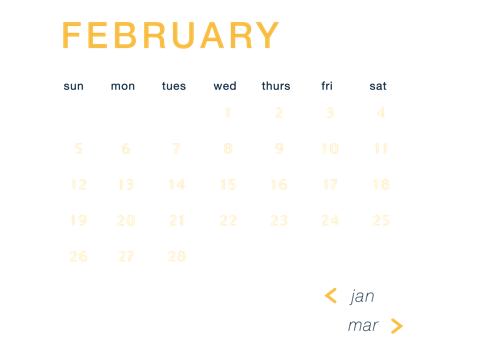 FEBRUARY
sun mon tues wed thurs fri sat
1 2 3 4
5 6 7 8 9 10 11
12 13 14 15 16 17 18
19 20 21 22 23 24 25
26 27 28
jan
mar